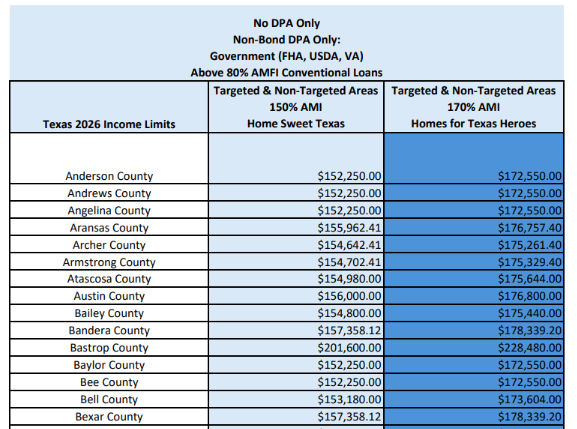 No DPA Only
Non-Bond DPA Only:
Government (FHA, USDA, VA)
Above 80% AMFI Conventional Loans
Texas 2026 Income Limits | Targeted & Non-Targeted Areas 150% AMI Home Sweet Texas | Targeted & Non-Targeted Areas 170% AMI Homes for Texas Heroes
Anderson County $152,250.00 $172,550.00
Andrews County $152,250.00 $172,550.00
Angelina County $152,250.00 $172,550.00
Aransas County $155,962.41 $176,757.40
Archer County $154,642.41 $175,261.40
Armstrong County $154,702.41 $175,329.40
Atascosa County $154,980.00 $175,644.00
Austin County $156,000.00 $176,800.00
Bailey County $154,800.00 $175,440.00
Bandera County $157,358.12 $178,339.20
Bastrop County $201,600.00 $228,480.00
Baylor County $152,250.00 $172,550.00
Bee County $152,250.00 $172,550.00
Bell County $153,180.00 $173,604.00
Bexar County $157,358.12 $178,339.20